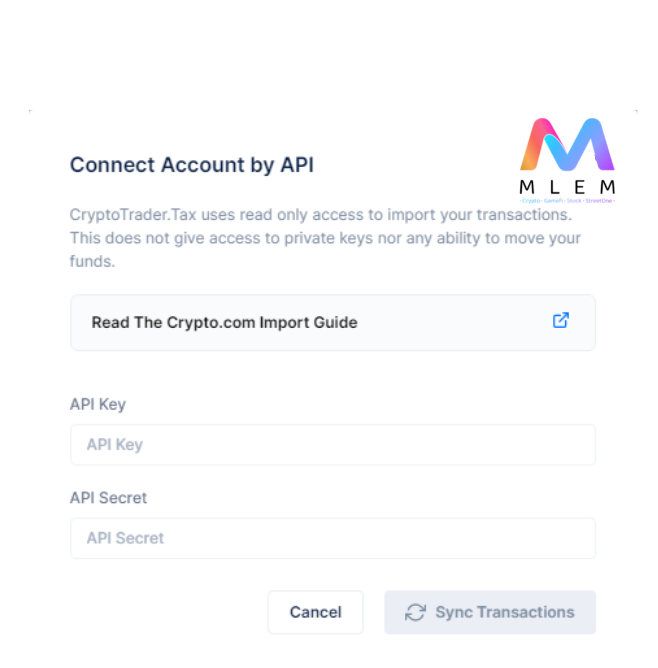 Connect Account by API
M L E M
-Crypto - GameFi - Stock - StreetOne-
CryptoTrader.Tax uses read only access to import your transactions.
This does not give access to private keys nor any ability to move your
funds.
Read The Crypto.com Import Guide
API Key
API Key
API Secret
API Secret
Cancel
Sync Transactions